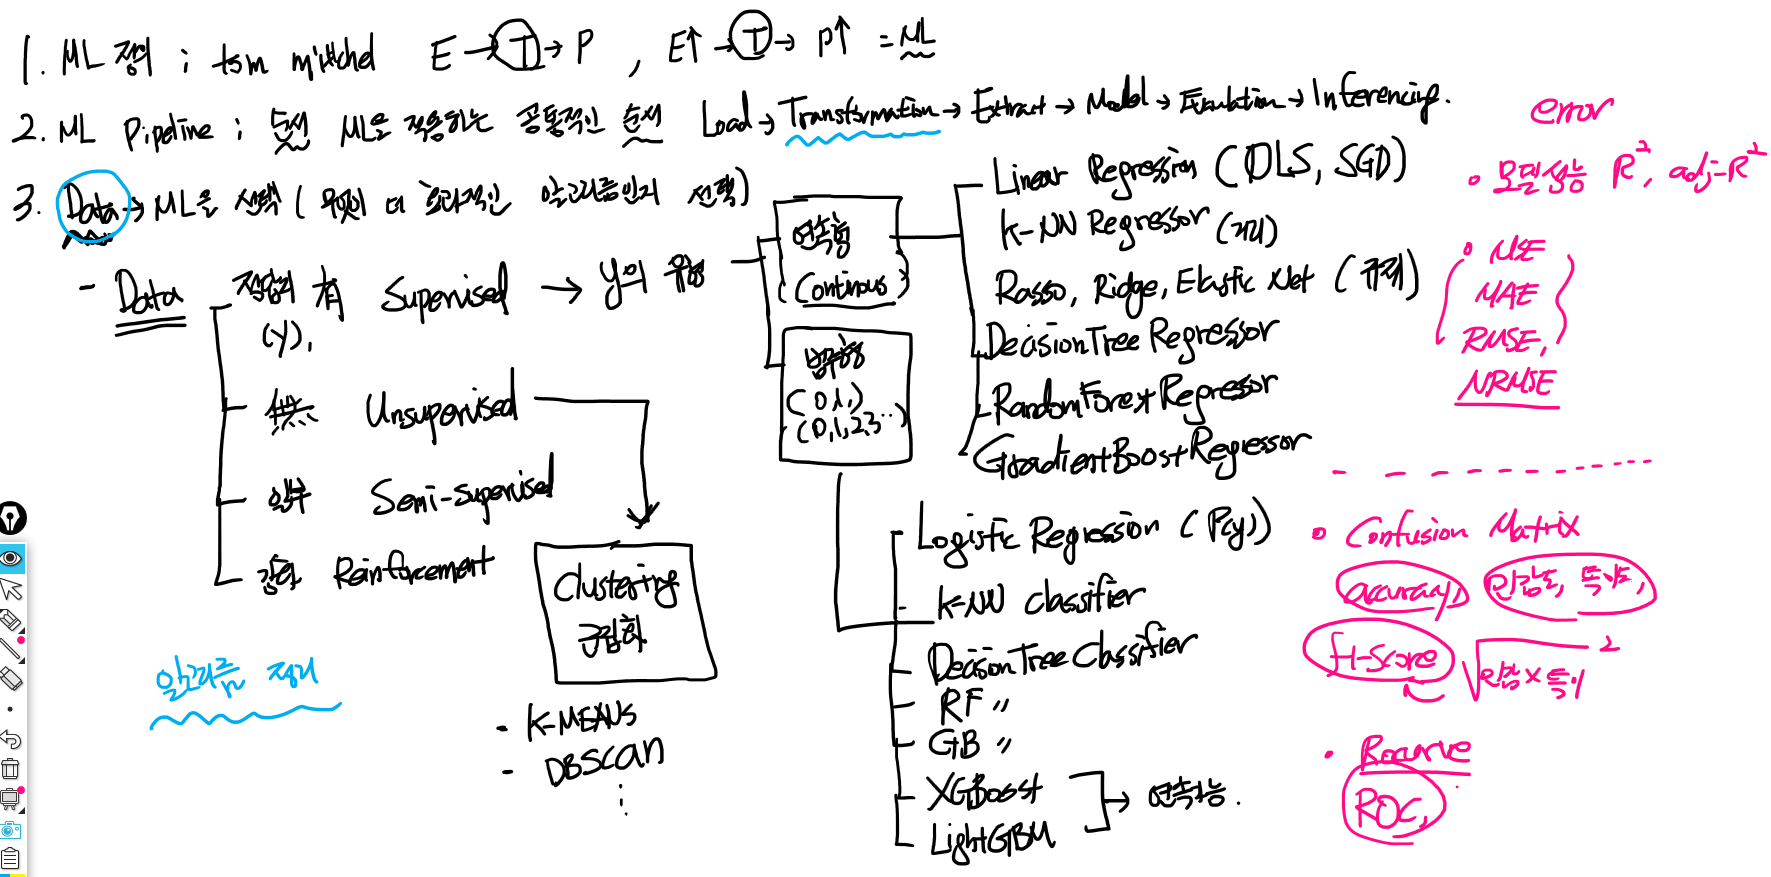 1. ML 정의 ; tom mitchel E → T → P , E↑ → T → P↑ = ML
2. ML Pipeline ; 순서 ML을 적용하는 공통적인 순서 Load → Transformation → Extract → Model → Evaluation → Inferencing.
3. Data → ML을 선택 ( 무엇이 더 효과적인 알고리즘인지 선택)
- Data
정답지 有 Supervised → y의 유형
(y),
無 Unsupervised
일부 Semi-supervised
강화 Reinforcement
Clustering
군집화
- K-MEANS
- DBSCAN
⋮
알고리즘 정리
연속형
(Continous)
범주형
(0,1,)
(0,1,2,3..)
Linear Regression (OLS, SGD)
K-NN Regressor (거리)
Rasso, Ridge, Elastic Net (규제)
DecisionTree Regressor
RandomForest Regressor
GradientBoost Regressor
Logistic Regression (P(y))
K-NN classifier
DecisionTree Classifier
RF 〃
GB 〃
XGBoost
LightGBM
→ 연속가능.
error
• 모델성능 R², adj-R²
• MSE
MAE
RMSE,
NRMSE
• Confusion Matrix
accuracy, 민감도, 특이도,
f1-score √민감×특이 2
• Rocurve
ROC,